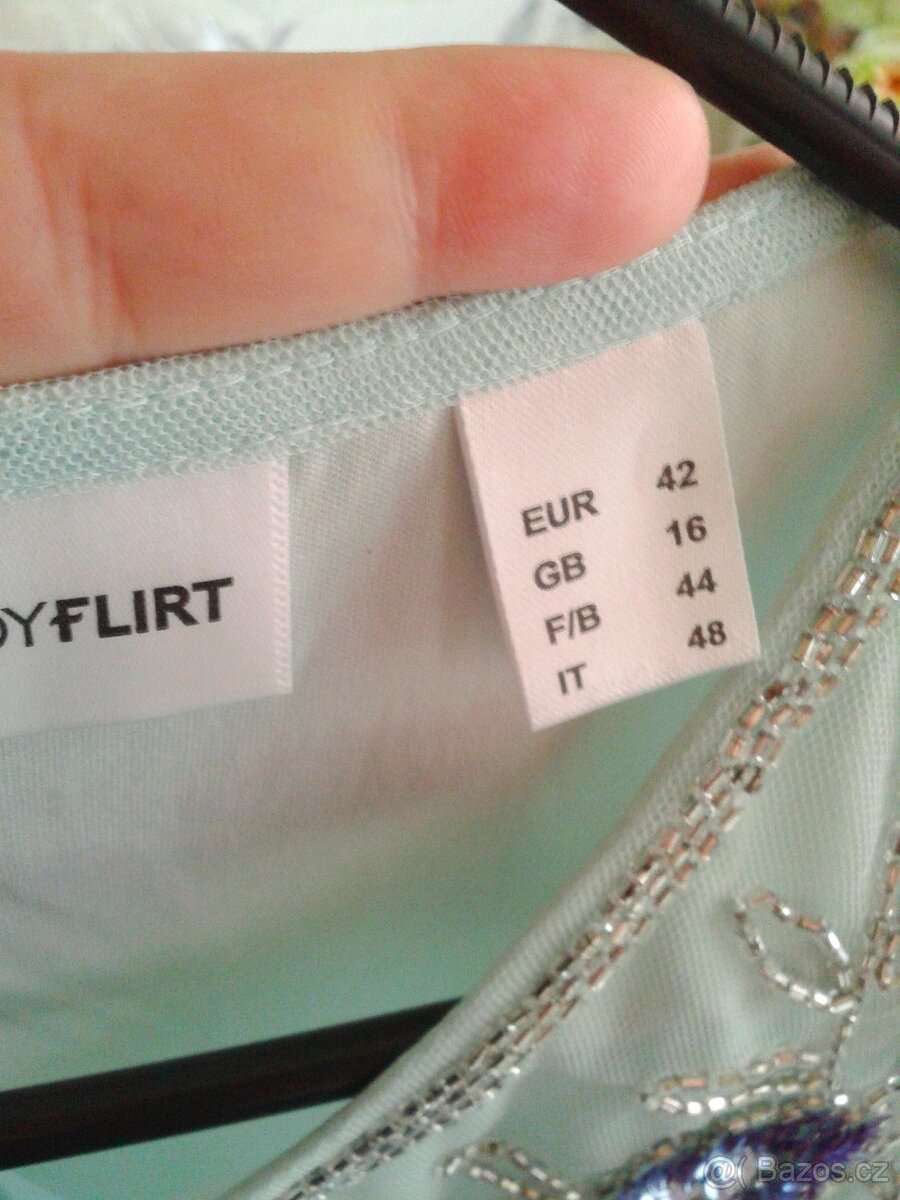 DYFLIRT
EUR 42
GB 16
F/B 44
IT 48
@( Bazos.cz